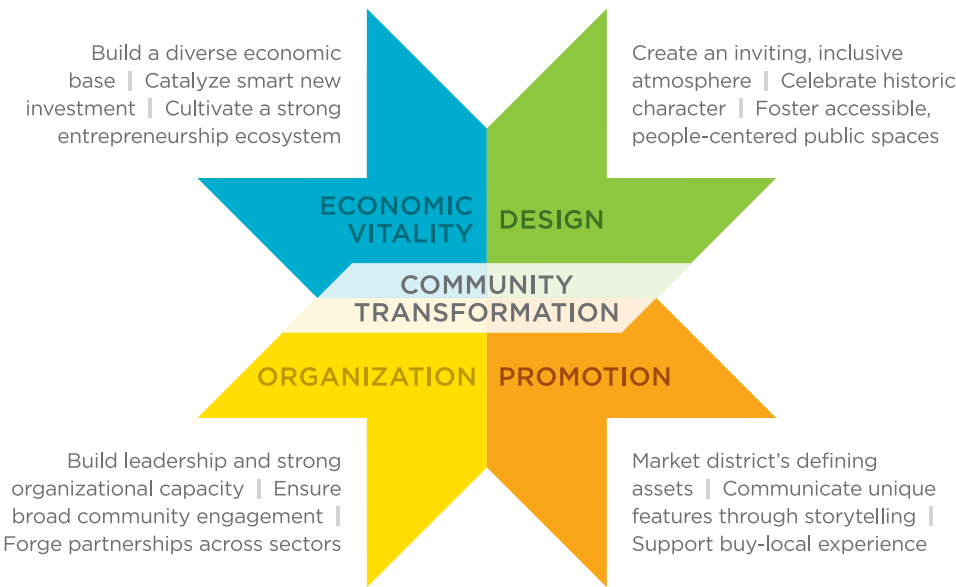 Build a diverse economic
base | Catalyze smart new
investment | Cultivate a strong
entrepreneurship ecosystem
Create an inviting, inclusive
atmosphere | Celebrate historic
character | Foster accessible,
people-centered public spaces
ECONOMIC
VITALITY
DESIGN
COMMUNITY
TRANSFORMATION
ORGANIZATION
PROMOTION
Build leadership and strong
organizational capacity | Ensure
broad community engagement |
Forge partnerships across sectors
Market district’s defining
assets | Communicate unique
features through storytelling |
Support buy-local experience